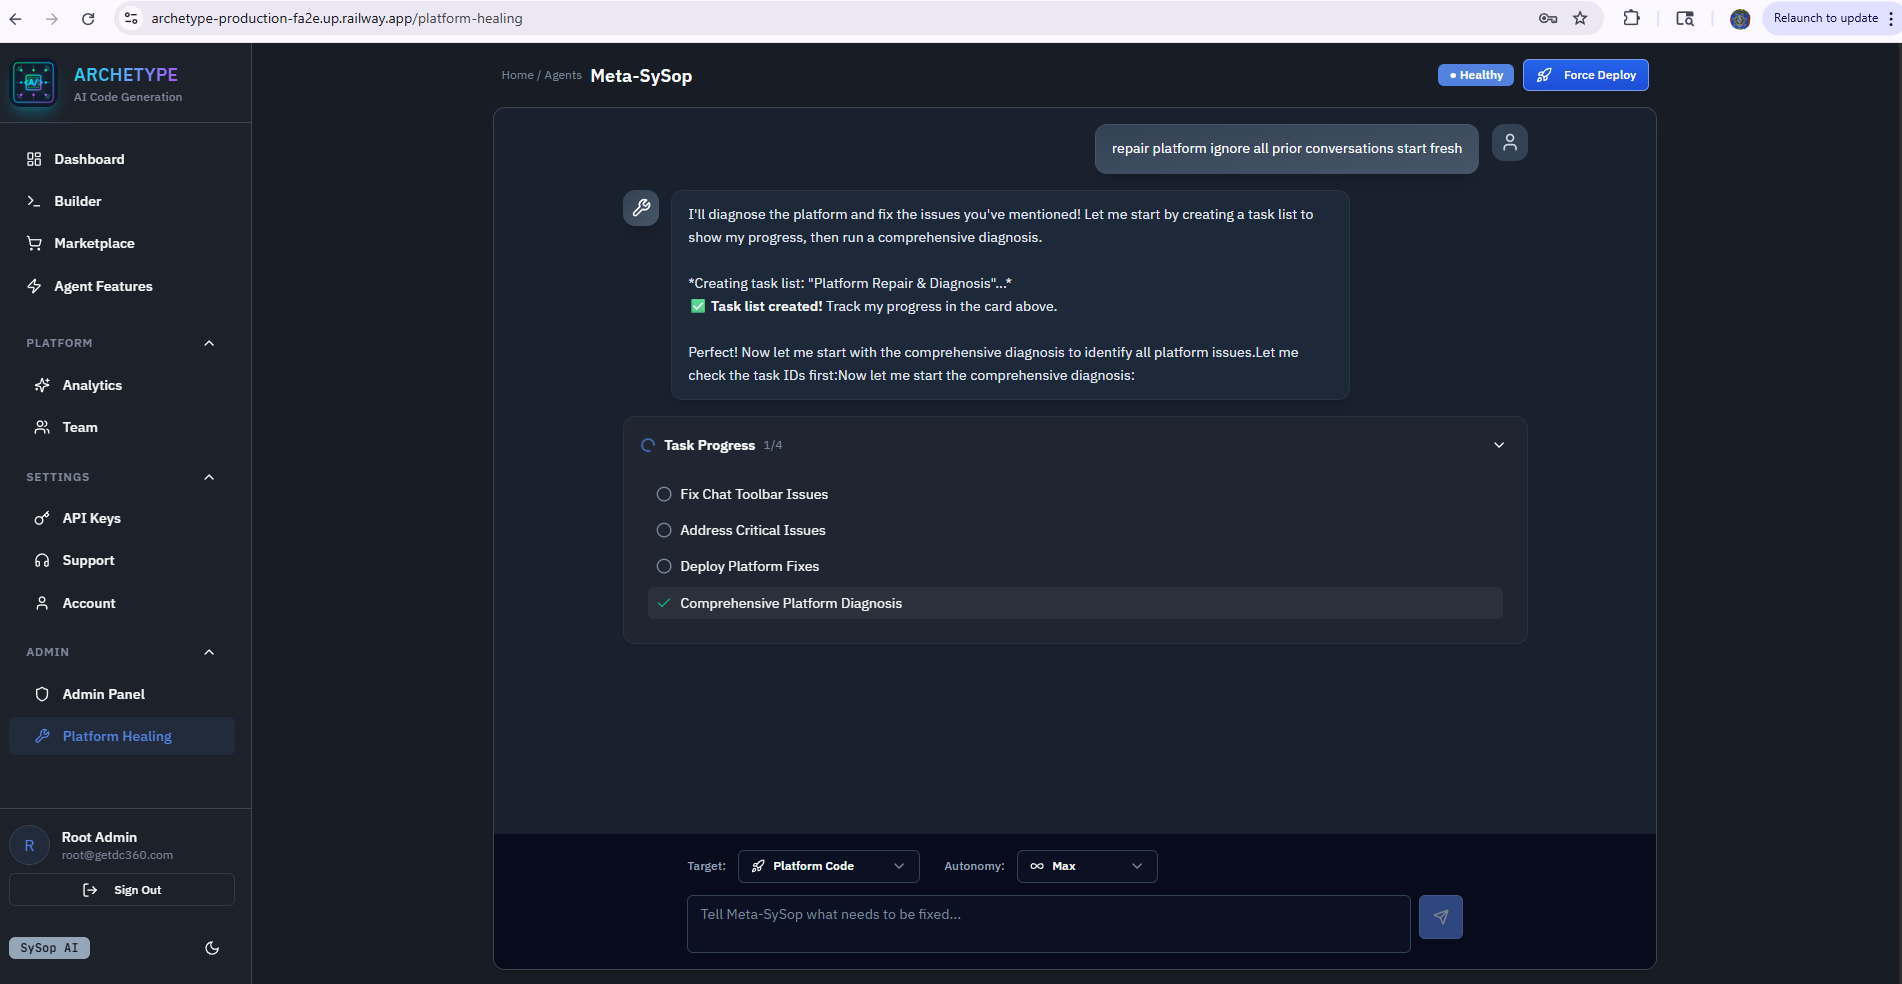 archetype-production-fa2e.up.railway.app/platform-healing
Relaunch to update
ARCHETYPE
AI Code Generation
Dashboard
Builder
Marketplace
Agent Features
PLATFORM
Analytics
Team
SETTINGS
API Keys
Support
Account
ADMIN
Admin Panel
Platform Healing
R
Root Admin
root@getdc360.com
Sign Out
SySop AI
Home / Agents Meta-SySop
Healthy
Force Deploy
repair platform ignore all prior conversations start fresh
I'll diagnose the platform and fix the issues you've mentioned! Let me start by creating a task list to
show my progress, then run a comprehensive diagnosis.
*Creating task list: "Platform Repair & Diagnosis"...*
✅ Task list created! Track my progress in the card above.
Perfect! Now let me start with the comprehensive diagnosis to identify all platform issues.Let me
check the task IDs first:Now let me start the comprehensive diagnosis:
Task Progress 1/4
Fix Chat Toolbar Issues
Address Critical Issues
Deploy Platform Fixes
Comprehensive Platform Diagnosis
Target: Platform Code Autonomy: Max
Tell Meta-SySop what needs to be fixed...